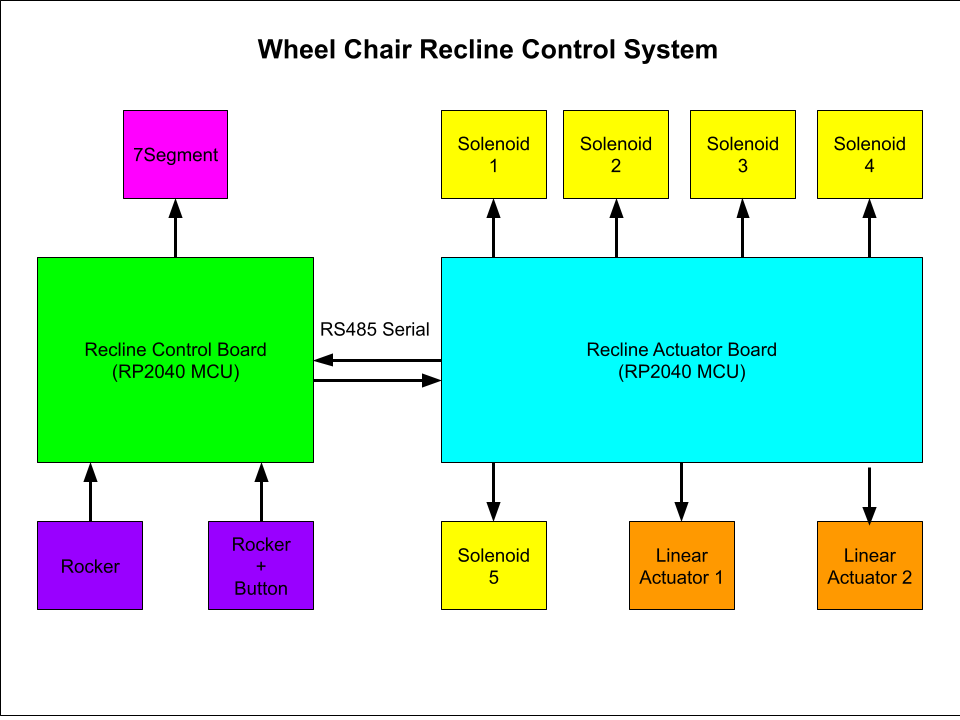 Wheel Chair Recline Control System
7Segment
Solenoid
1
Solenoid
2
Solenoid
3
Solenoid
4
RS485 Serial
Recline Control Board
(RP2040 MCU)
Recline Actuator Board
(RP2040 MCU)
Rocker
Rocker
+
Button
Solenoid
5
Linear
Actuator 1
Linear
Actuator 2